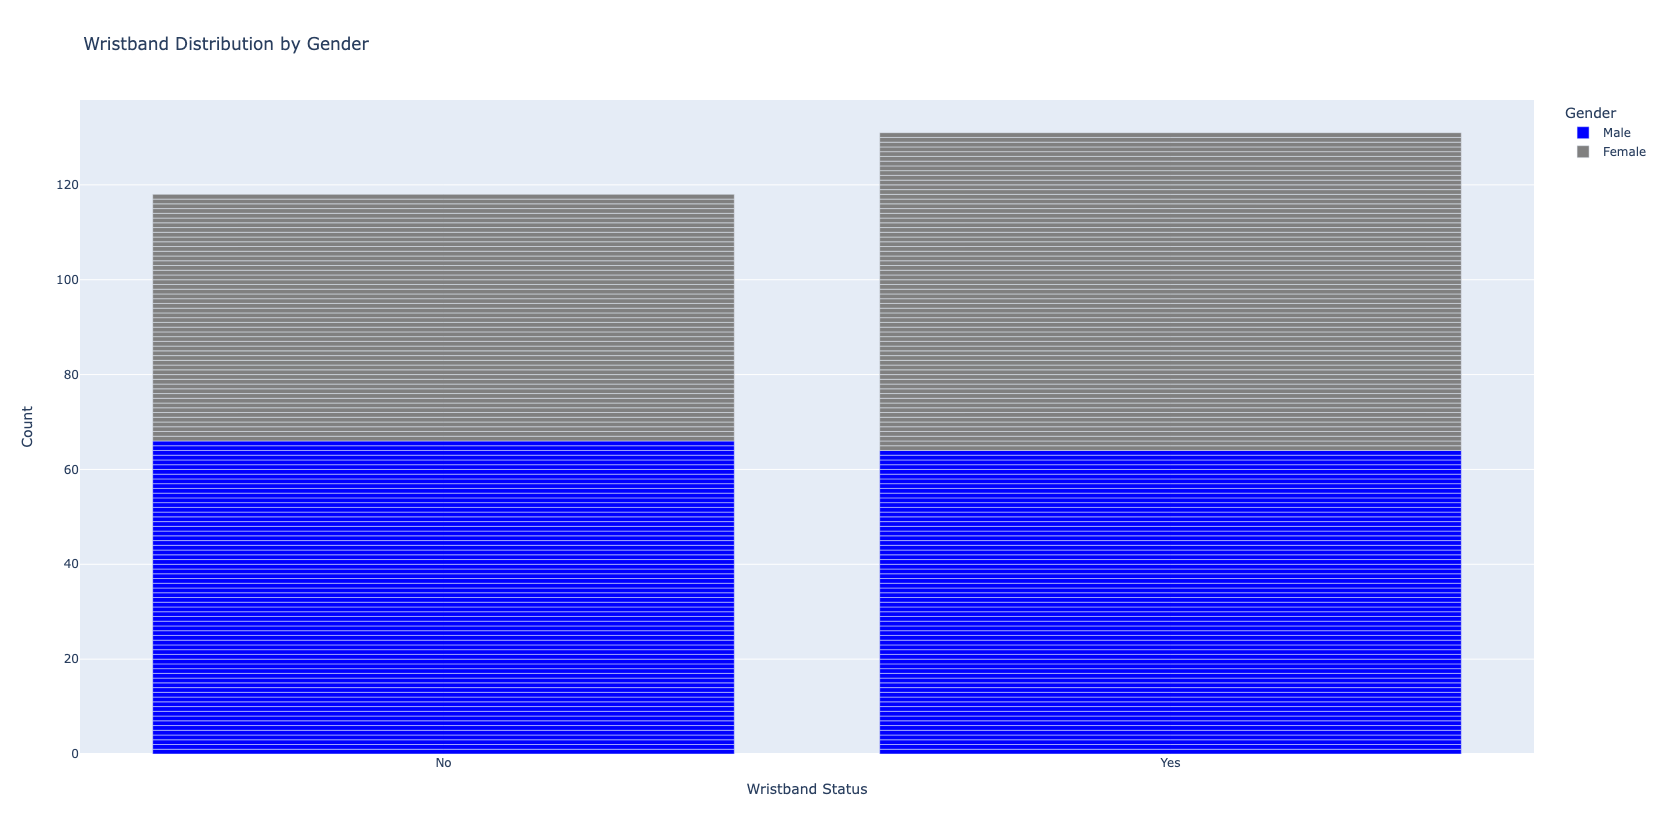 Wristband Distribution by Gender
Gender
Male
Female
120
100
80
60
40
20
0
Count
No
Yes
Wristband Status